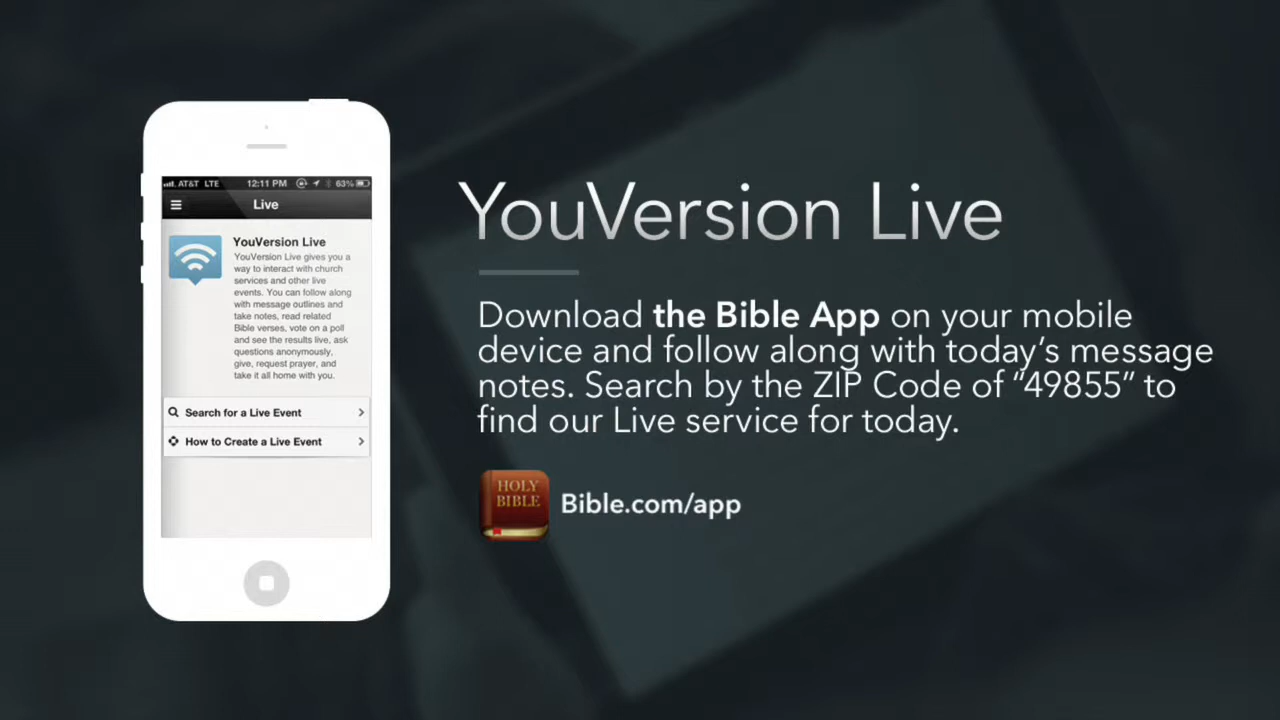 AT&T LTE 12:11 PM 63%
Live
YouVersion Live
YouVersion Live gives you a
way to interact with church
services and other live
events. You can follow along
with message outlines and
take notes, read related
Bible verses, vote on a poll
and see the results live, ask
questions anonymously,
give, request prayer, and
take it all home with you.
Search for a Live Event
How to Create a Live Event
YouVersion Live
Download the Bible App on your mobile
device and follow along with today’s message
notes. Search by the ZIP Code of “49855” to
find our Live service for today.
HOLY
BIBLE
Bible.com/app